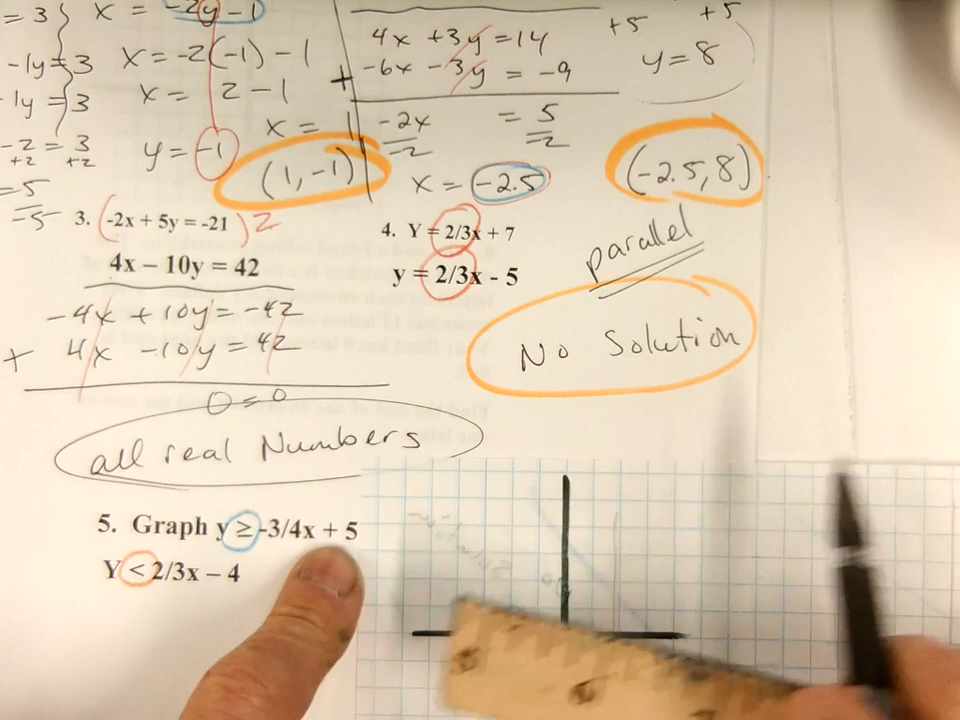 = 3 x = -2y - 1
-1y = 3 x = -2(-1) - 1
-1y = 3 x = 2 - 1
-2 = 3 x = 1
+2 +2 y = -1
= 5 (1, -1)
-5
4x + 3y = 14
+ -6x - 3y = -9
-2x = 5
-2 -2
x = -2.5
+5 +5
y = 8
(-2.5, 8)
3. (-2x + 5y = -21) 2
4x – 10y = 42
-4x + 10y = -42
+ 4x - 10y = 42
0 = 0
all real Numbers
4. Y = 2/3x + 7
y = 2/3x - 5
parallel
No Solution
5. Graph y ≥ -3/4x + 5
Y < 2/3x – 4